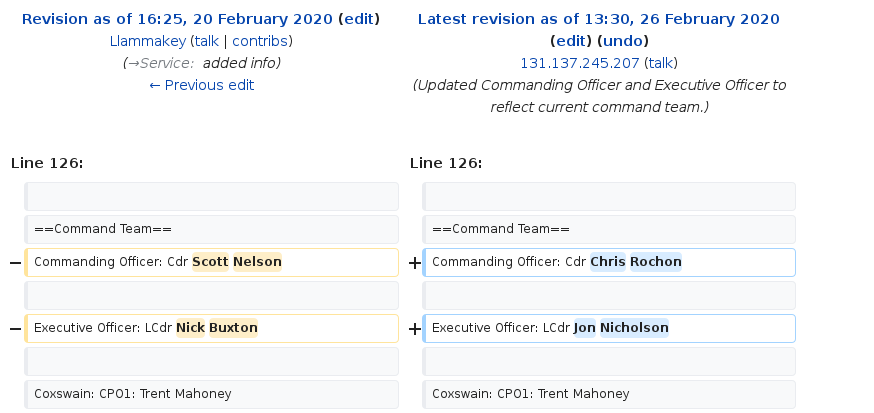 Revision as of 16:25, 20 February 2020 (edit)
Llammakey (talk | contribs)
(→Service: added info)
← Previous edit
Latest revision as of 13:30, 26 February 2020
(edit) (undo)
131.137.245.207 (talk)
(Updated Commanding Officer and Executive Officer to
reflect current command team.)
Line 126:
Line 126:
==Command Team==
==Command Team==
− Commanding Officer: Cdr Scott Nelson
+ Commanding Officer: Cdr Chris Rochon
− Executive Officer: LCdr Nick Buxton
+ Executive Officer: LCdr Jon Nicholson
Coxswain: CPO1: Trent Mahoney
Coxswain: CPO1: Trent Mahoney